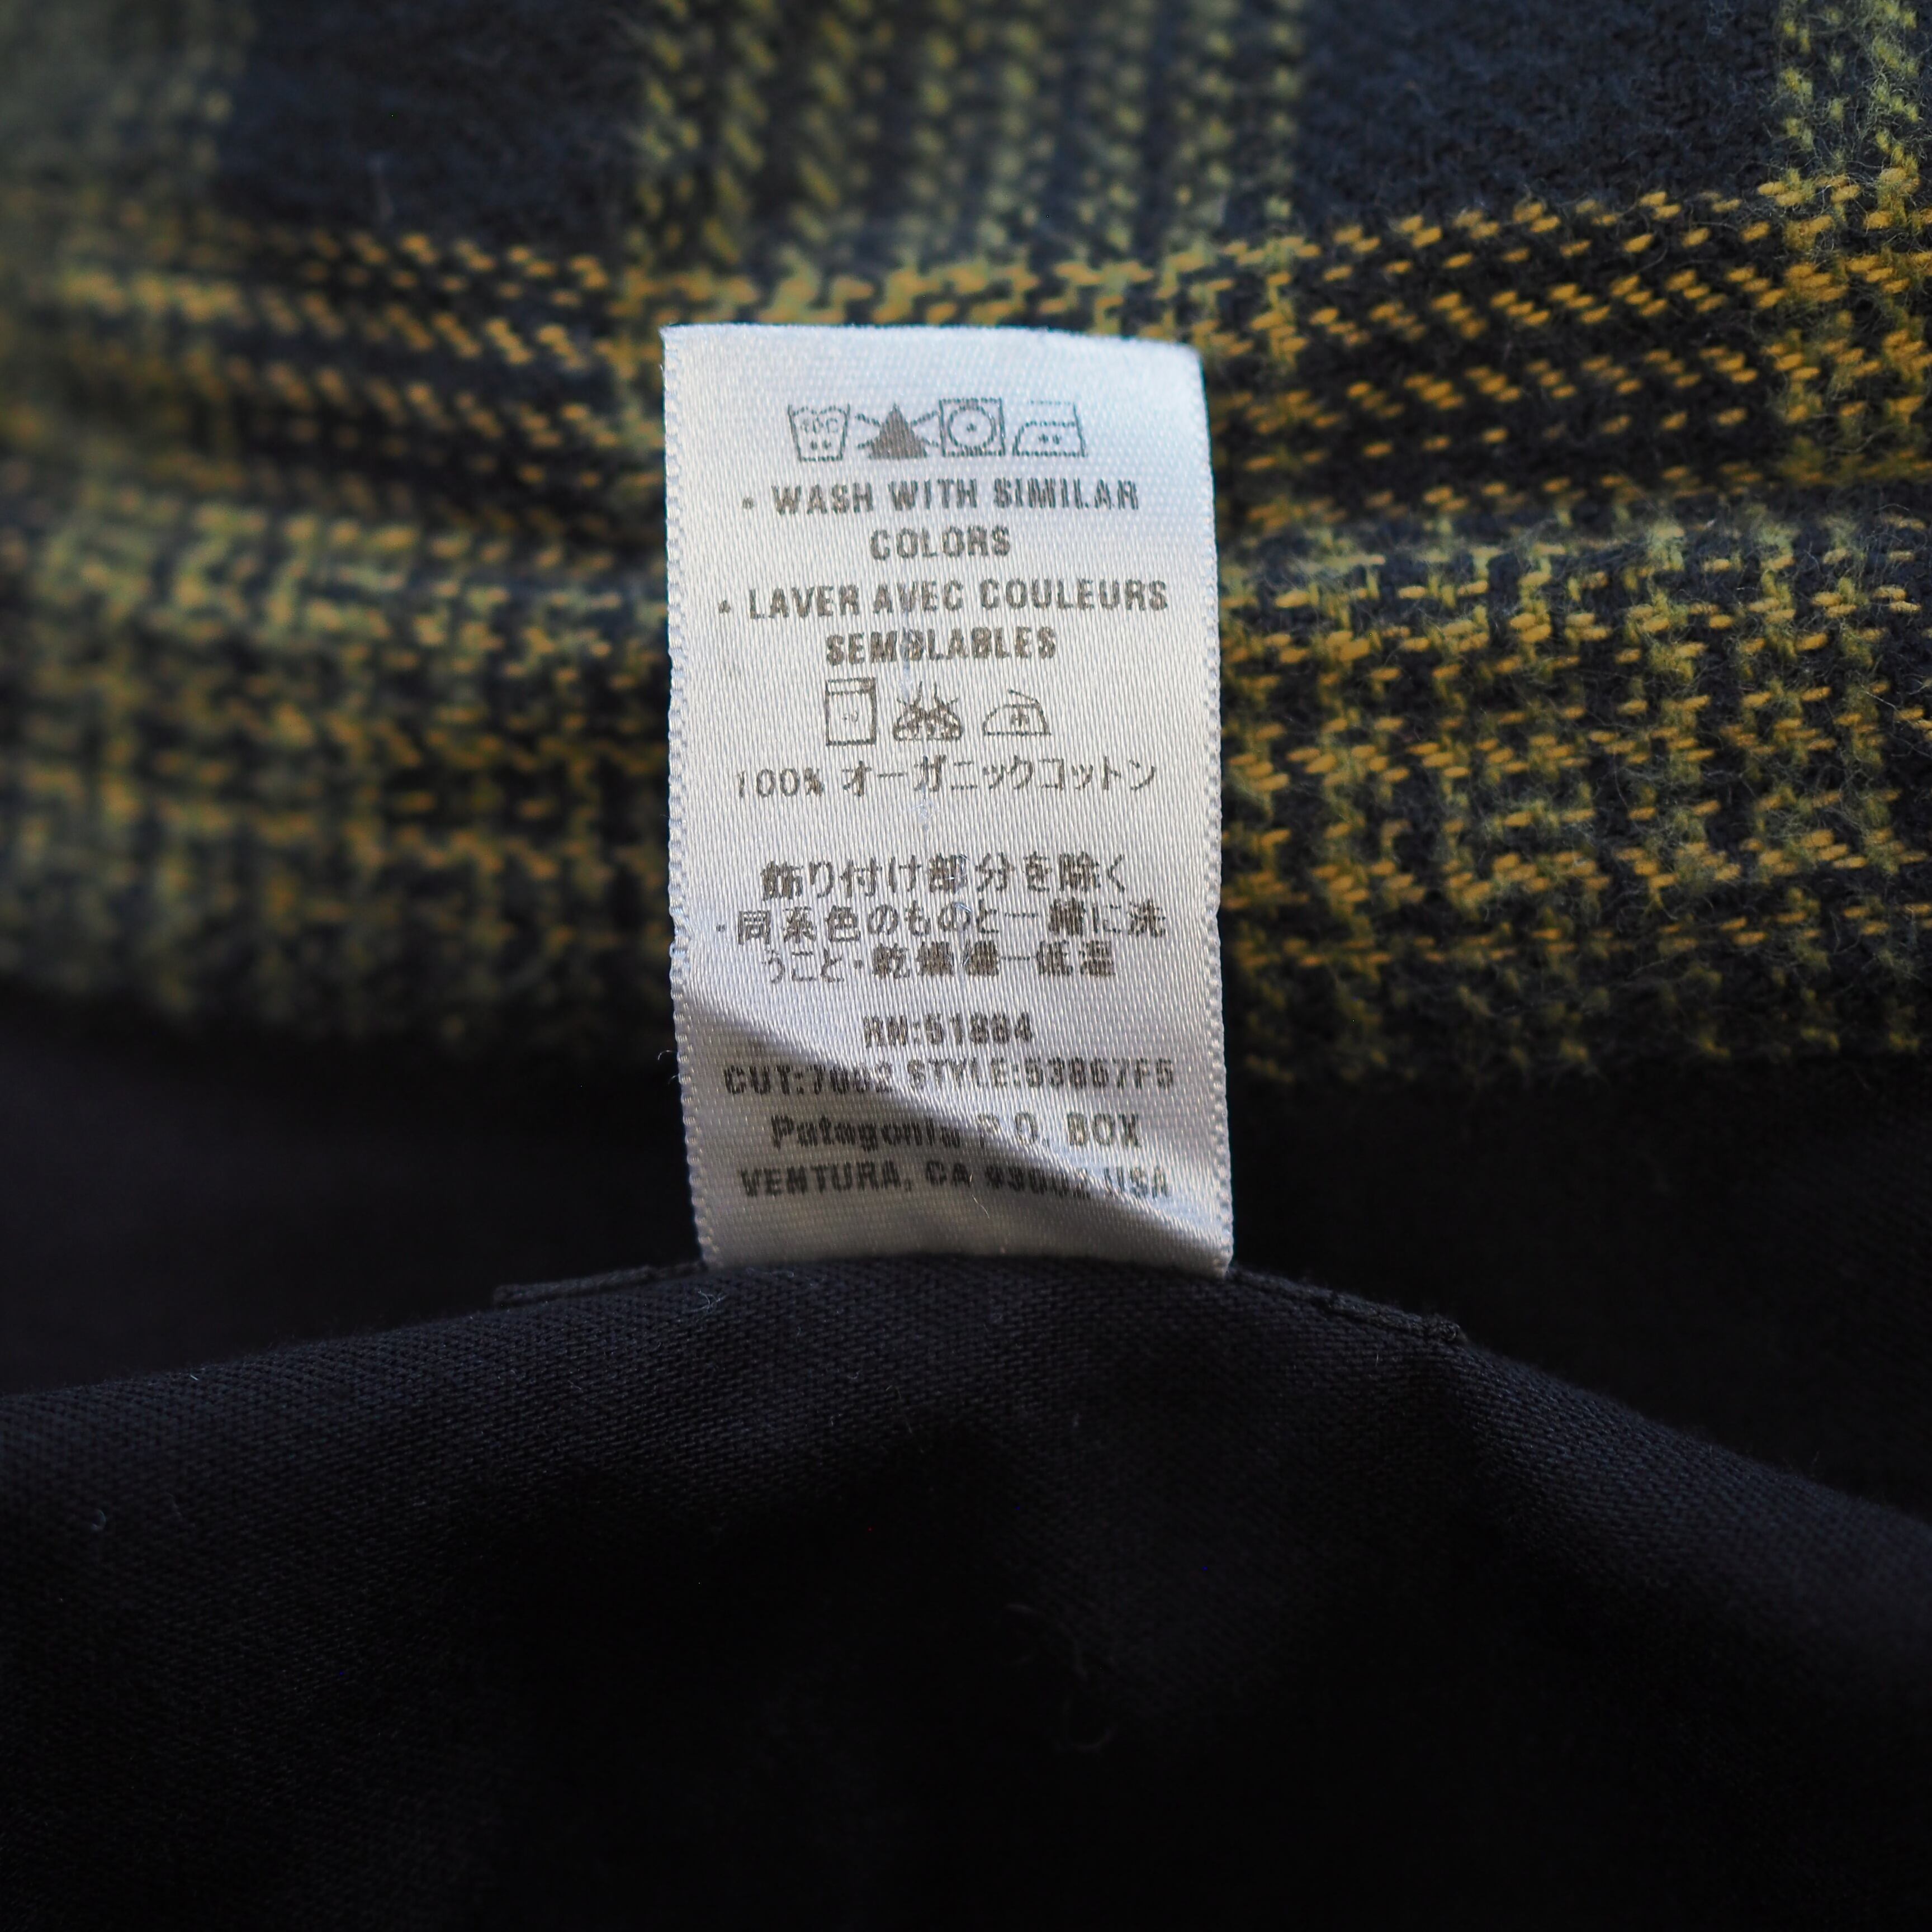 • WASH WITH SIMILAR
COLORS
• LAVER AVEC COULEURS
SEMBLABLES
100% オーガニックコットン
飾り付け部分を除く
・同系色のものと一緒に洗
うこと・乾燥機一低温
RN:51884
STYLE:53867F5
Patagonia P.O. BOX
VENTURA, CA USA